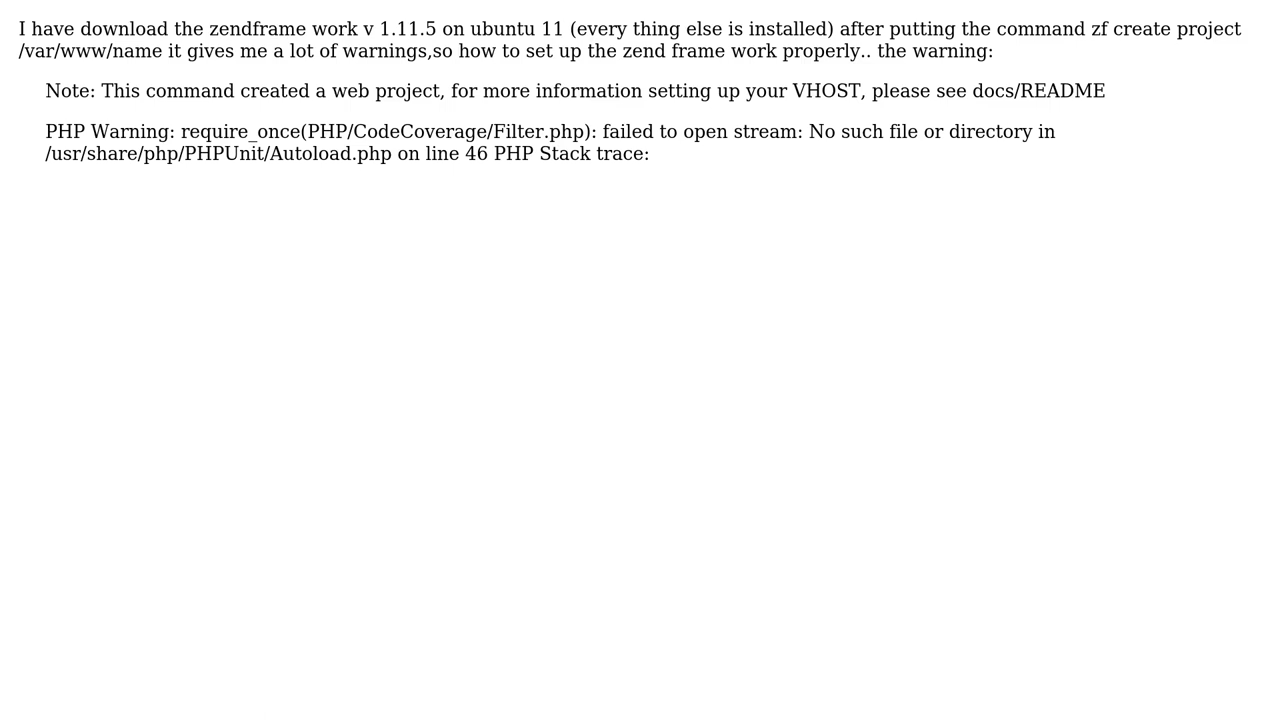 I have download the zendframe work v 1.11.5 on ubuntu 11 (every thing else is installed) after putting the command zf create project
/var/www/name it gives me a lot of warnings,so how to set up the zend frame work properly.. the warning:
Note: This command created a web project, for more information setting up your VHOST, please see docs/README
PHP Warning: require_once(PHP/CodeCoverage/Filter.php): failed to open stream: No such file or directory in
/usr/share/php/PHPUnit/Autoload.php on line 46 PHP Stack trace: